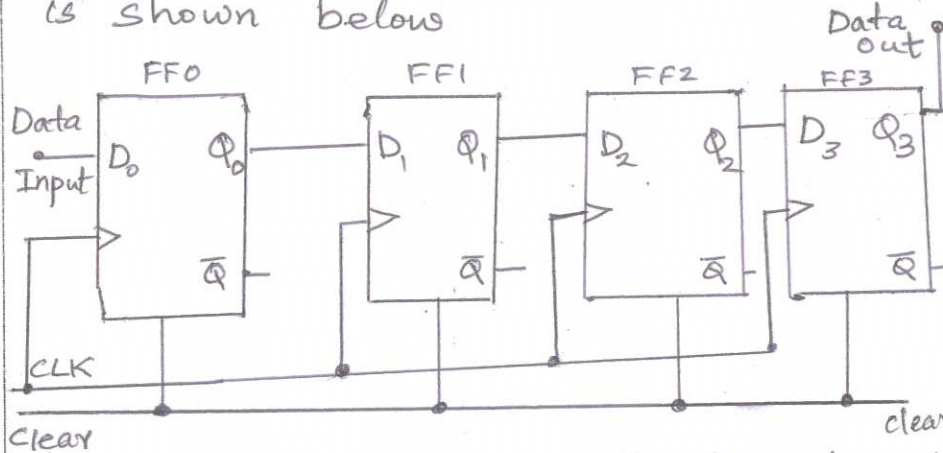 is shown below
Data out
FF0 FF1 FF2 FF3
Data Input
D₀ Q₀ D₁ Q₁ D₂ Q₂ D₃ Q₃
Q̅ Q̅ Q̅ Q̅
CLK
Clear clear